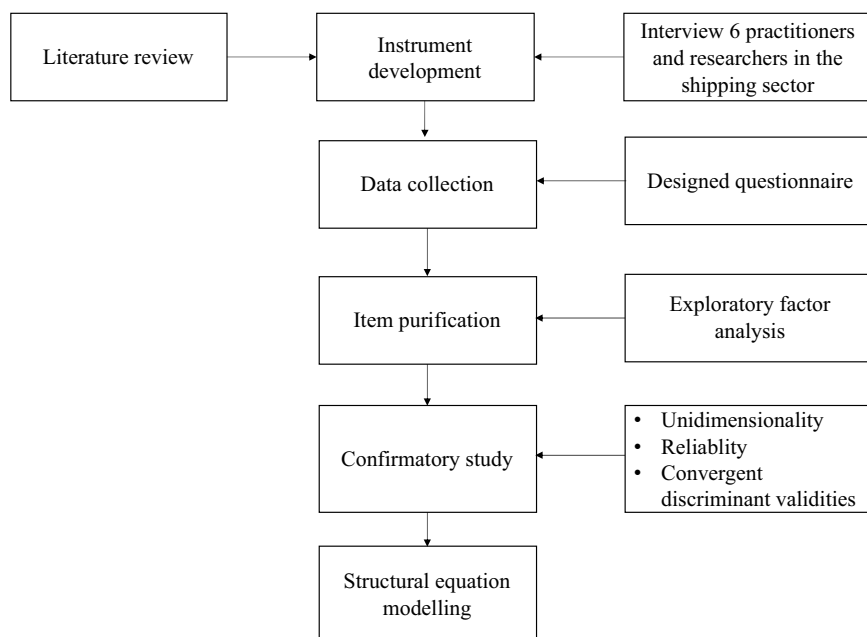 Literature review
Instrument
development
Interview 6 practitioners
and researchers in the
shipping sector
Data collection
Designed questionnaire
Item purification
Exploratory factor
analysis
Confirmatory study
• Unidimensionality
• Reliablity
• Convergent
discriminant validities
Structural equation
modelling